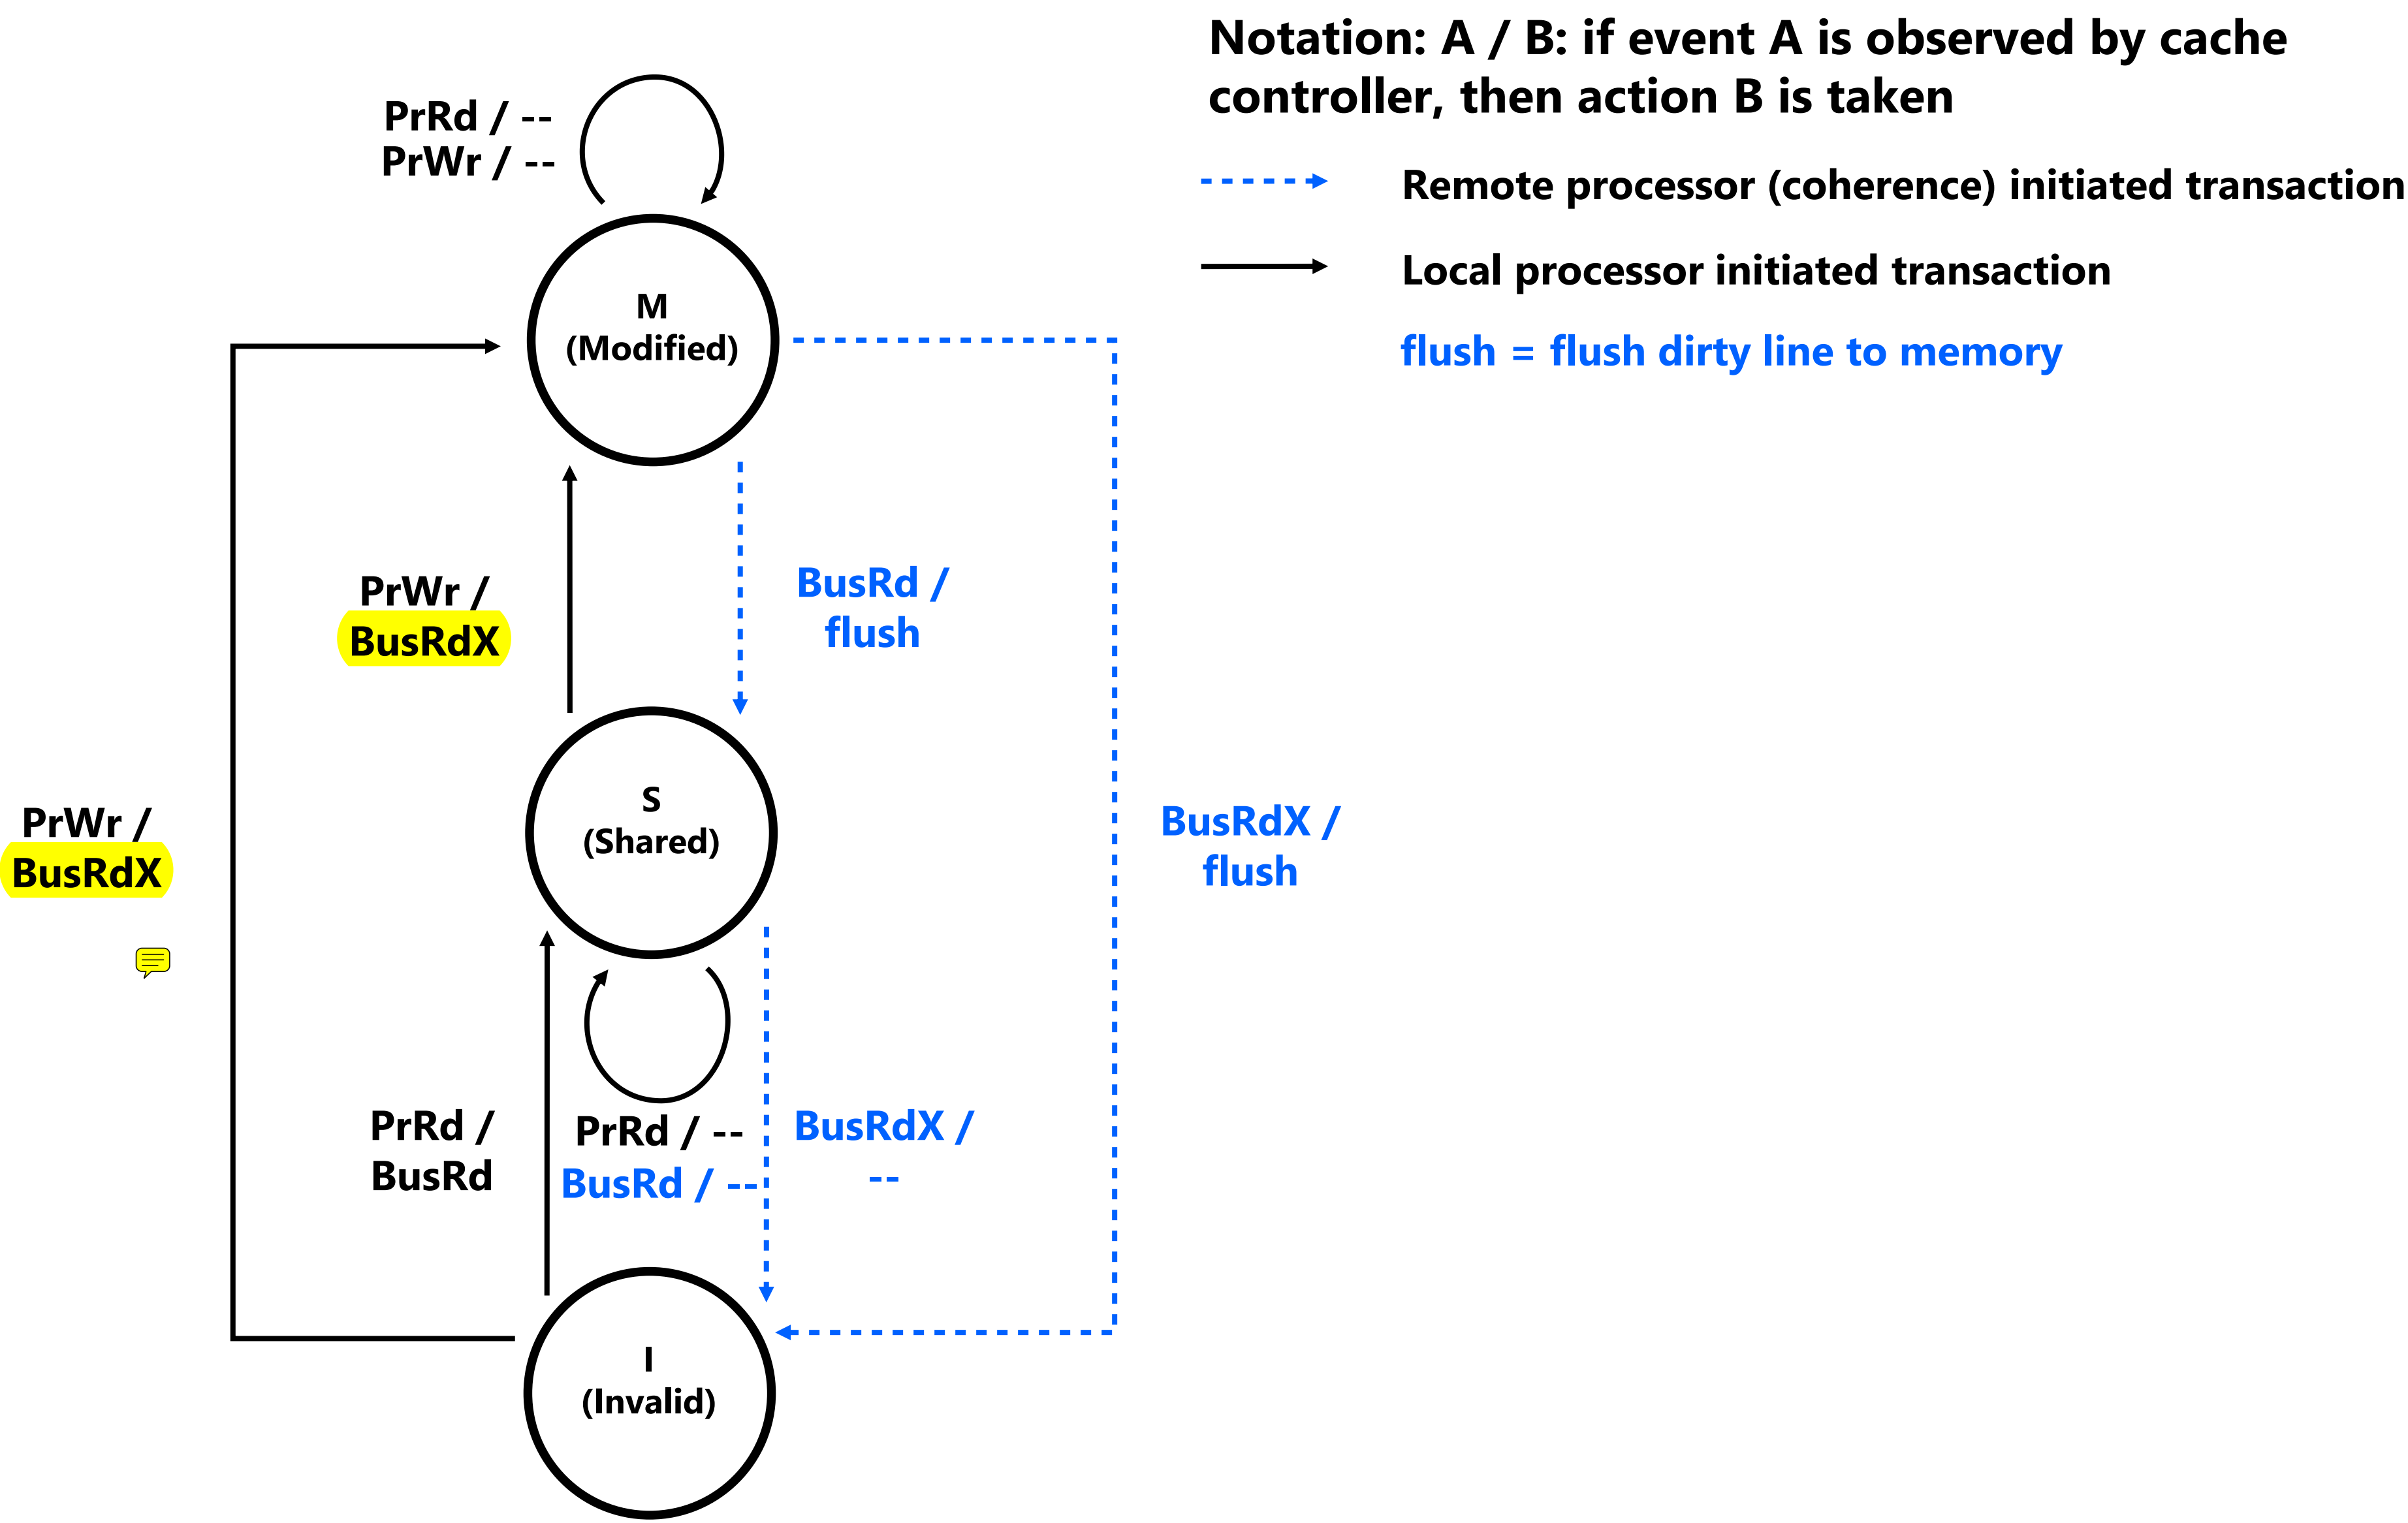 Notation: A / B: if event A is observed by cache
controller, then action B is taken
Remote processor (coherence) initiated transaction
Local processor initiated transaction
flush = flush dirty line to memory
PrRd / --
PrWr / --
M
(Modified)
PrWr /
BusRdX
BusRd /
flush
S
(Shared)
PrWr /
BusRdX
BusRdX /
flush
PrRd /
BusRd
PrRd / --
BusRd / --
BusRdX /
--
I
(Invalid)